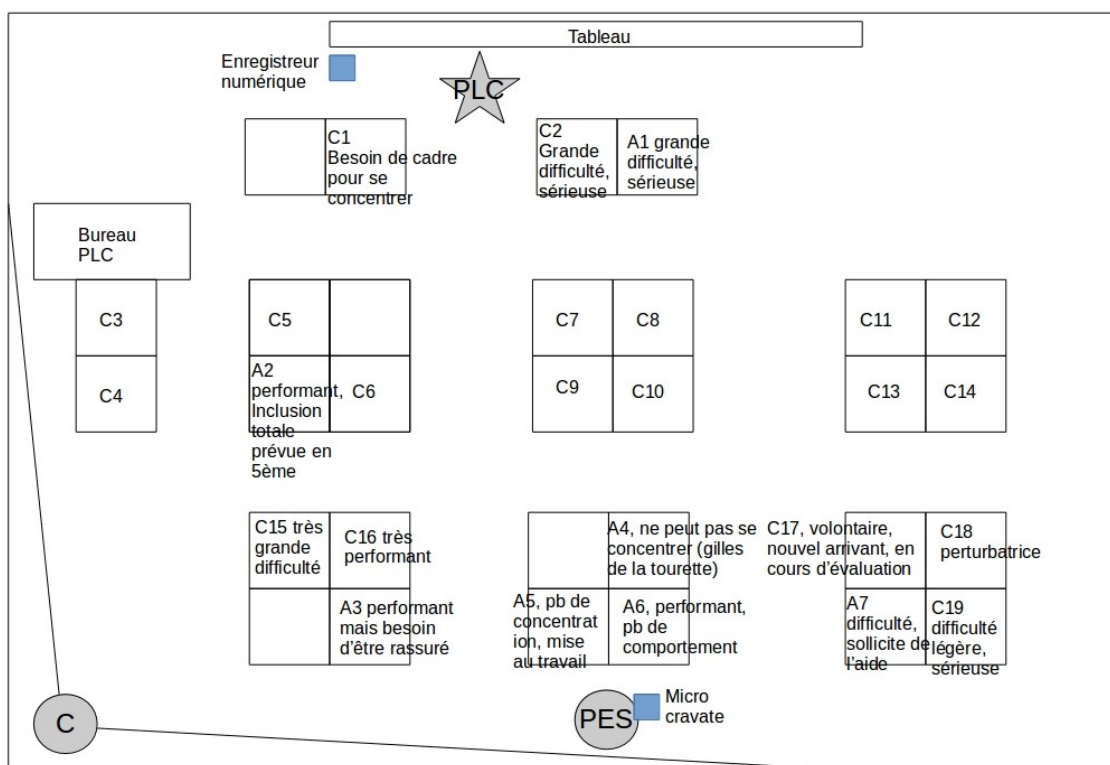 Tableau
Enregistreur
numérique
PLC
C1
Besoin de cadre
pour se
concentrer
C2
Grande
difficulté,
sérieuse
A1 grande
difficulté,
sérieuse
Bureau
PLC
C3
C4
C5
A2
performant,
Inclusion
totale
prévue en
5ème
C6
C7
C8
C9
C10
C11
C12
C13
C14
C15 très
grande
difficulté
C16 très
performant
A3 performant
mais besoin
d'être rassuré
A4, ne peut pas se
concentrer (gilles
de la tourette)
A5, pb de
concentrat
ion, mise
au travail
A6, performant,
pb de
comportement
C17, volontaire,
nouvel arrivant, en
cours d'évaluation
C18
perturbatrice
A7
difficulté,
sollicite de
l'aide
C19
difficulté
légère,
sérieuse
C
PES
Micro
cravate